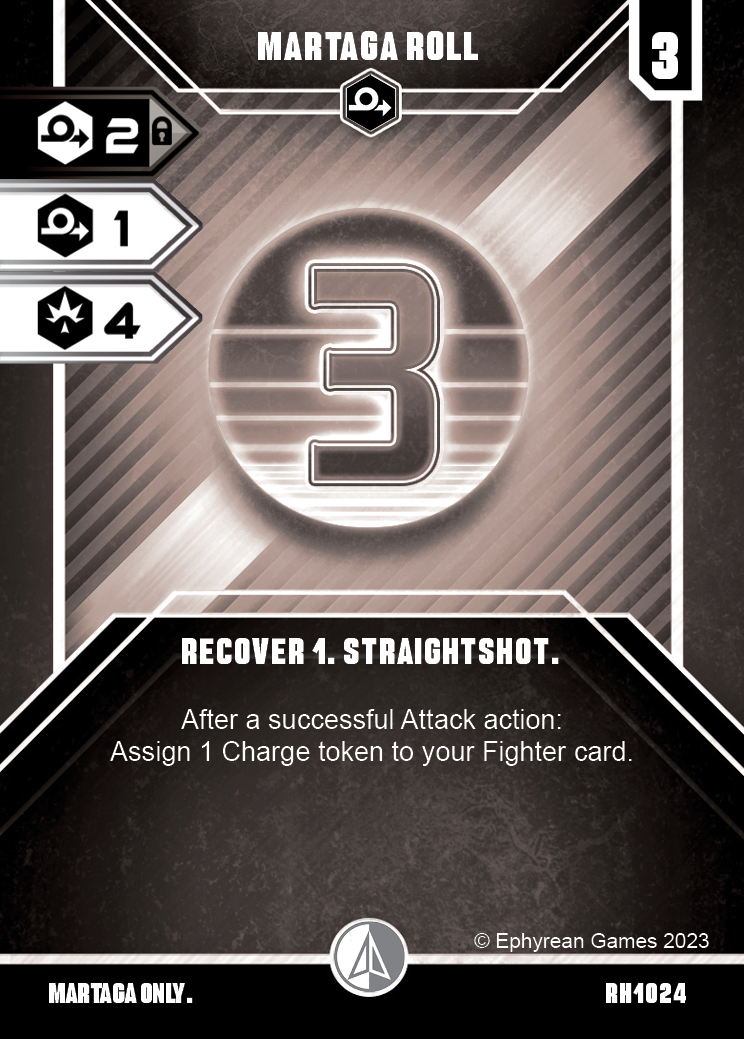 MARTAGA ROLL
3
2
1
4
3
RECOVER 1. STRAIGHTSHOT.
After a successful Attack action:
Assign 1 Charge token to your Fighter card.
© Ephyrean Games 2023
MARTAGA ONLY.
RH1024